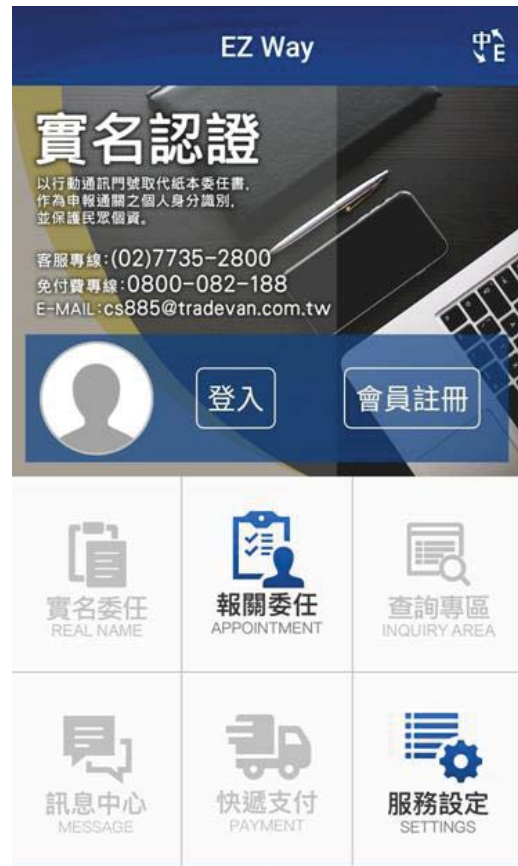 EZ Way
中E
實名認證
以行動通訊門號取代紙本委任書,
作為申報通關之個人身分識別,
並保護民眾個資。
客服專線:(02)7735-2800
免付費專線:0800-082-188
E-MAIL:cs885@tradevan.com.tw
登入
會員註冊
實名委任
REAL NAME
報關委任
APPOINTMENT
查詢專區
INQUIRY AREA
訊息中心
MESSAGE
快遞支付
PAYMENT
服務設定
SETTINGS